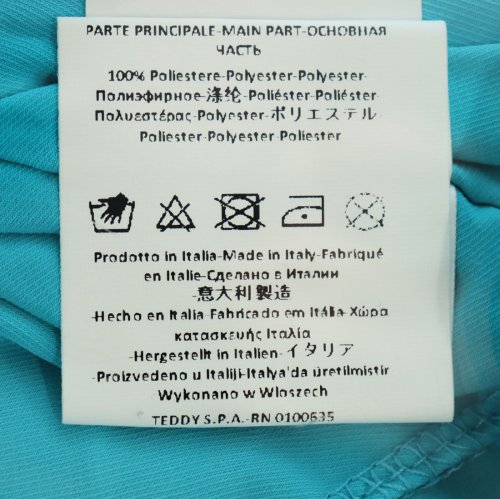 PARTE PRINCIPALE-MAIN PART-ОСНОВНАЯ
ЧАСТЬ
100% Poliestere-Polyester-Polyester-
Полиэфирное-涤纶-Poliéster-Poliéster-
Πολυεστέρας-Polyester-ポリエステル-
Poliester-Polyester-Poliester
Prodotto in Italia-Made in Italy-Fabriqué
en Italie-Сделано в Италии
-意大利製造
-Hecho en Italia-Fabricado em Itália-Χώρα
κατασκευής Ιταλία
-Hergestellt in Italien-イタリア
-Proizvedeno u Italiji-Italya'da üretilmistir
Wykonano w Wloszech
TEDDY S.P.A.-RN 0100635